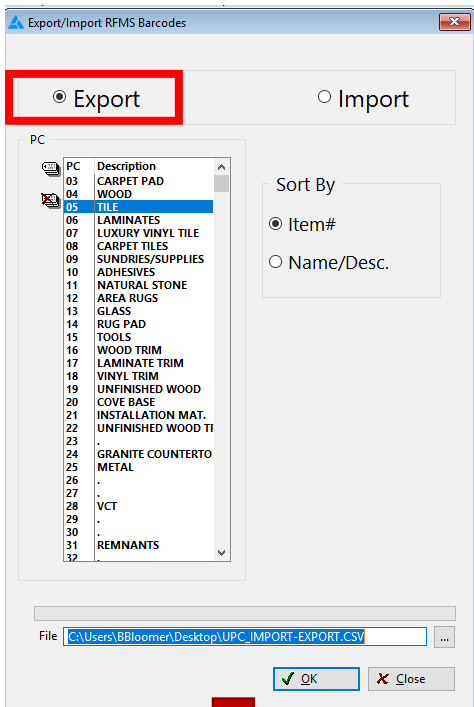 Export/Import RFMS Barcodes
Export
Import
PC
PC Description
03 CARPET PAD
04 WOOD
05 TILE
06 LAMINATES
07 LUXURY VINYL TILE
08 CARPET TILES
09 SUNDRIES/SUPPLIES
10 ADHESIVES
11 NATURAL STONE
12 AREA RUGS
13 GLASS
14 RUG PAD
15 TOOLS
16 WOOD TRIM
17 LAMINATE TRIM
18 VINYL TRIM
19 UNFINISHED WOOD
20 COVE BASE
21 INSTALLATION MAT.
22 UNFINISHED WOOD
23 .
24 GRANITE COUNTERTO
25 METAL
26 .
27 .
28 VCT
29 .
30 .
31 REMNANTS
32 .
Sort By
Item#
Name/Desc.
File C:\Users\BBloomer\Desktop\UPC_IMPORT-EXPORT.CSV ...
OK
Close